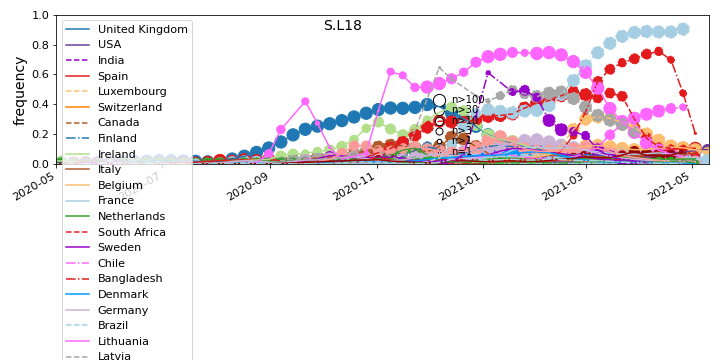 S.L18
frequency
1.0
0.8
0.6
0.4
0.2
0.0
2020-05
2020-07
2020-09
2020-11
2021-01
2021-03
2021-05
United Kingdom
USA
India
Spain
Luxembourg
Switzerland
Canada
Finland
Ireland
Italy
Belgium
France
Netherlands
South Africa
Sweden
Chile
Bangladesh
Denmark
Germany
Brazil
Lithuania
Latvia
n>100
n>30
n>10
n>3
n>1
n=1